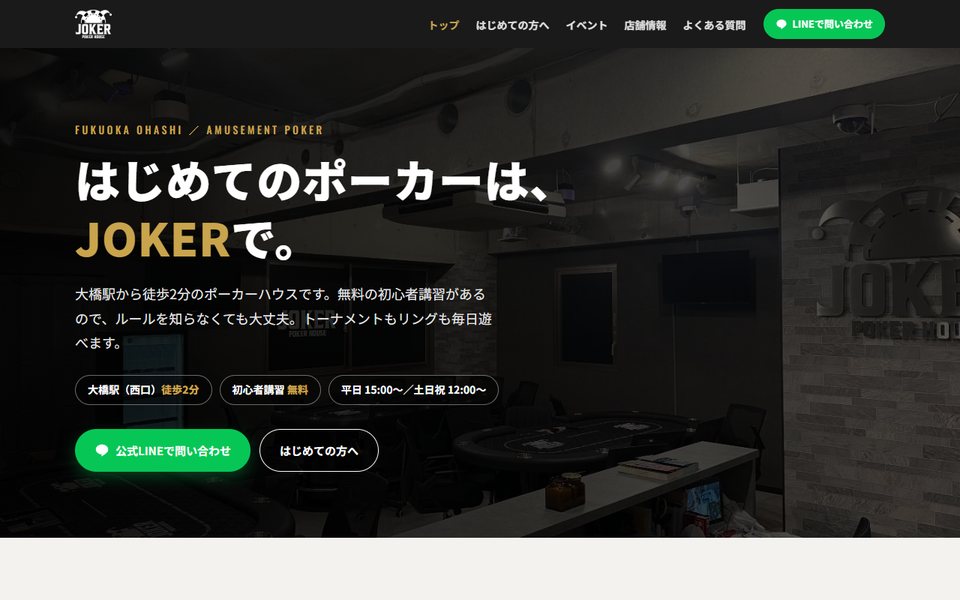 JOKER
POKER HOUSE
トップ
はじめての方へ
イベント
店舗情報
よくある質問
LINEで問い合わせ
FUKUOKA OHASHI ／ AMUSEMENT POKER
はじめてのポーカーは、
JOKERで。
大橋駅から徒歩2分のポーカーハウスです。無料の初心者講習がある
ので、ルールを知らなくても大丈夫。トーナメントもリングも毎日遊
べます。
大橋駅（西口）徒歩2分
初心者講習 無料
平日 15:00〜／土日祝 12:00〜
公式LINEで問い合わせ
はじめての方へ
JOKE
POKER HOU